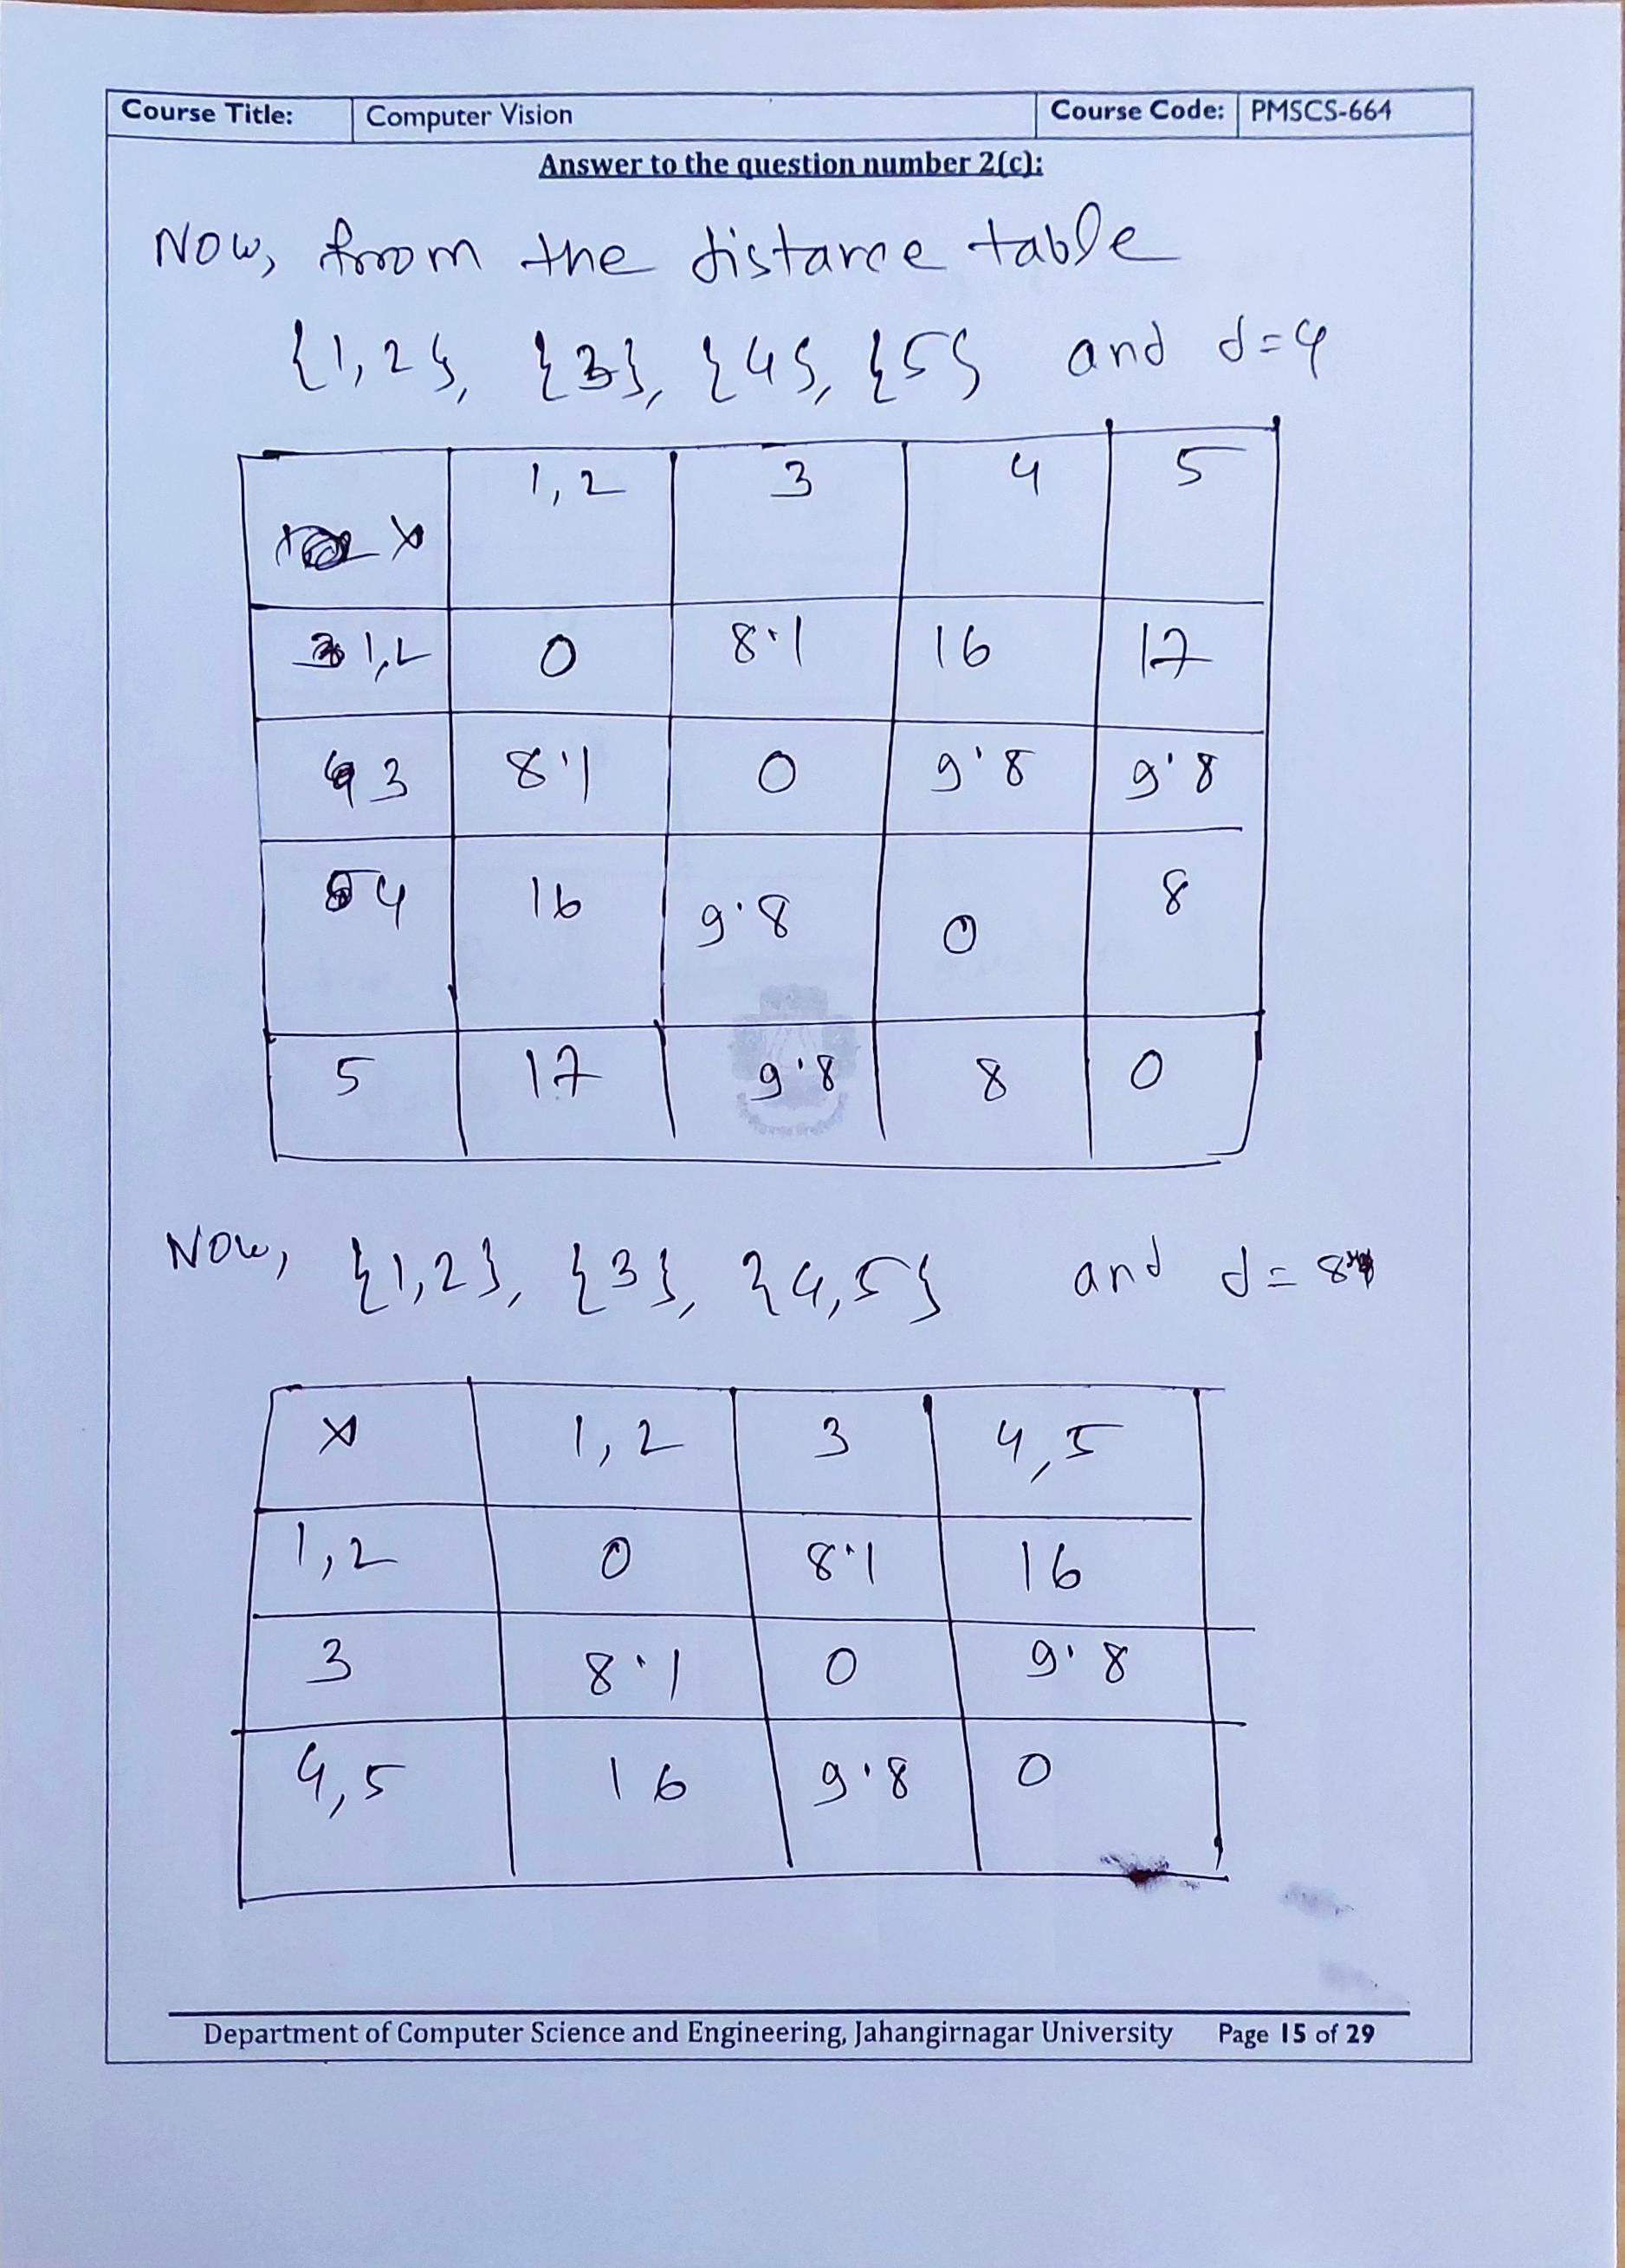 Course Title: Computer Vision Course Code: PMSCS-664
Answer to the question number 2(c):
Now, from the distance table
{1,2}, {3}, {4}, {5} and d=4
x 1,2 3 4 5
1,2 0 8.1 16 17
3 8.1 0 9.8 9.8
4 16 9.8 0 8
5 17 9.8 8 0
Now, {1,2}, {3}, {4,5} and d=8
x 1,2 3 4,5
1,2 0 8.1 16
3 8.1 0 9.8
4,5 16 9.8 0
Department of Computer Science and Engineering, Jahangirnagar University Page 15 of 29